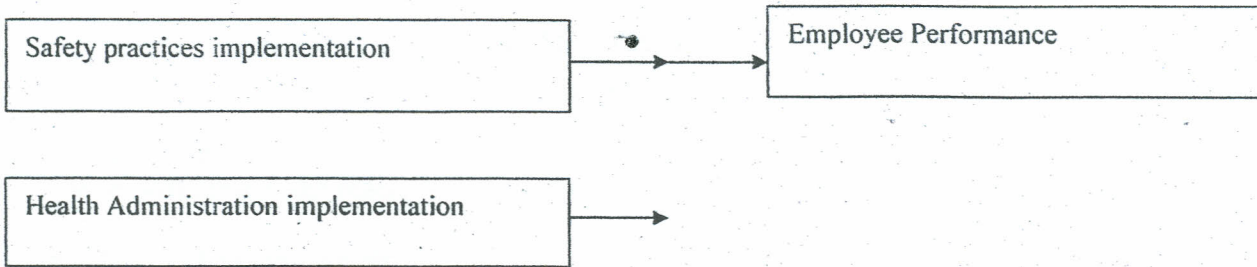 Safety practices implementation
Employee Performance
Health Administration implementation